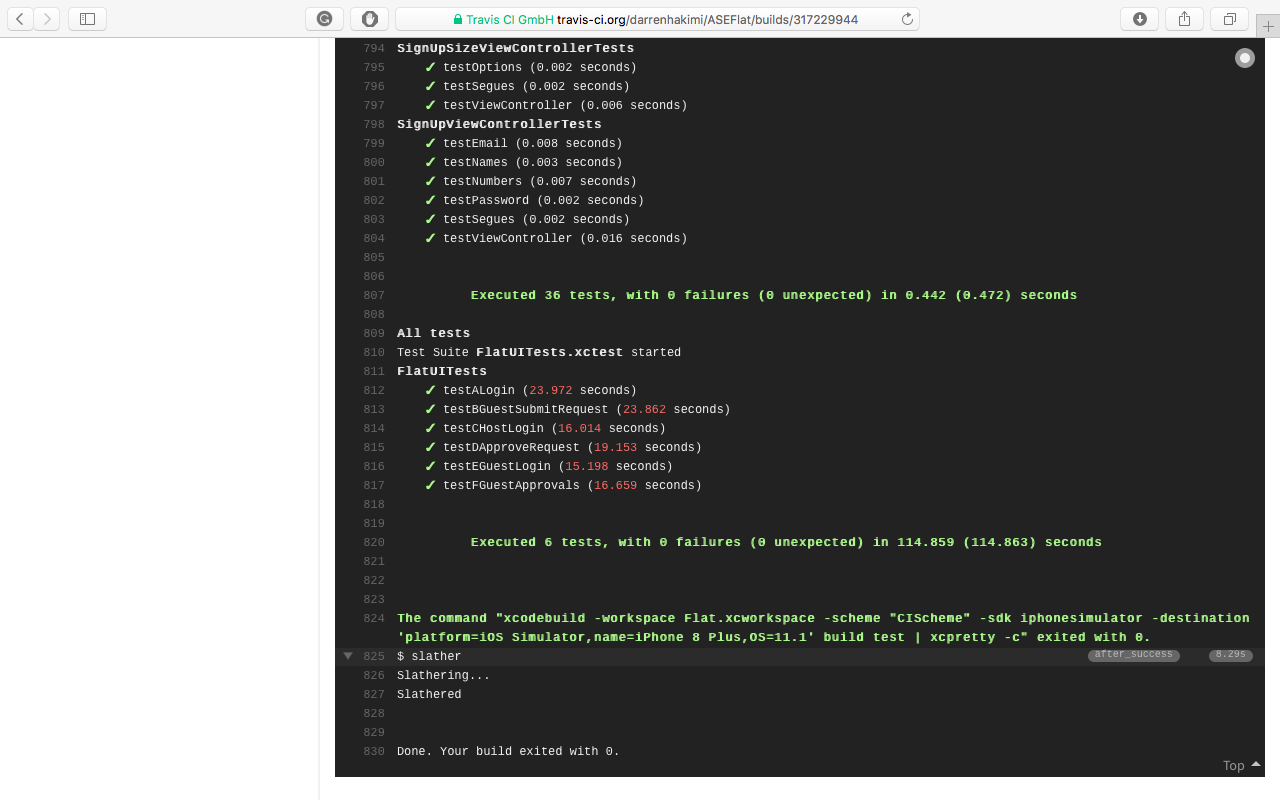 Travis CI GmbH travis-ci.org/darrenhakimi/ASEFlat/builds/317229944
794 SignUpSizeViewControllerTests
795 ✓ testOptions (0.002 seconds)
796 ✓ testSegues (0.002 seconds)
797 ✓ testViewController (0.006 seconds)
798 SignUpViewControllerTests
799 ✓ testEmail (0.008 seconds)
800 ✓ testNames (0.003 seconds)
801 ✓ testNumbers (0.007 seconds)
802 ✓ testPassword (0.002 seconds)
803 ✓ testSegues (0.002 seconds)
804 ✓ testViewController (0.016 seconds)
805
806
807 Executed 36 tests, with 0 failures (0 unexpected) in 0.442 (0.472) seconds
808
809 All tests
810 Test Suite FlatUITests.xctest started
811 FlatUITests
812 ✓ testALogin (23.972 seconds)
813 ✓ testBGuestSubmitRequest (23.862 seconds)
814 ✓ testCHostLogin (16.014 seconds)
815 ✓ testDApproveRequest (19.153 seconds)
816 ✓ testEGuestLogin (15.198 seconds)
817 ✓ testFGuestApprovals (16.659 seconds)
818
819
820 Executed 6 tests, with 0 failures (0 unexpected) in 114.859 (114.863) seconds
821
822
823
824 The command "xcodebuild -workspace Flat.xcworkspace -scheme "CIScheme" -sdk iphonesimulator -destination
'platform=iOS Simulator,name=iPhone 8 Plus,OS=11.1' build test | xcpretty -c" exited with 0.
825 $ slather after_success 8.29s
826 Slathering...
827 Slathered
828
829
830 Done. Your build exited with 0.
Top